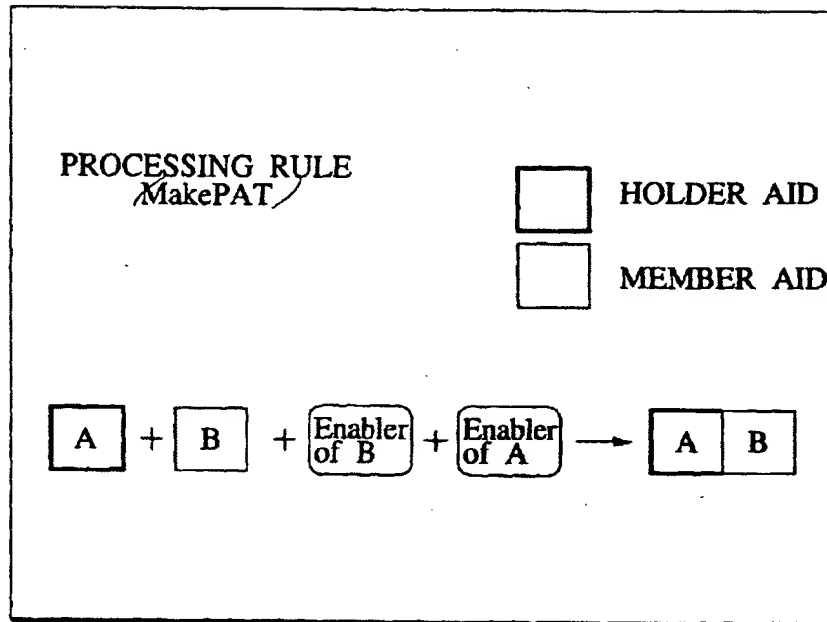 PROCESSING RULE
MakePAT
HOLDER AID
MEMBER AID
A + B + Enabler of B + Enabler of A → A B